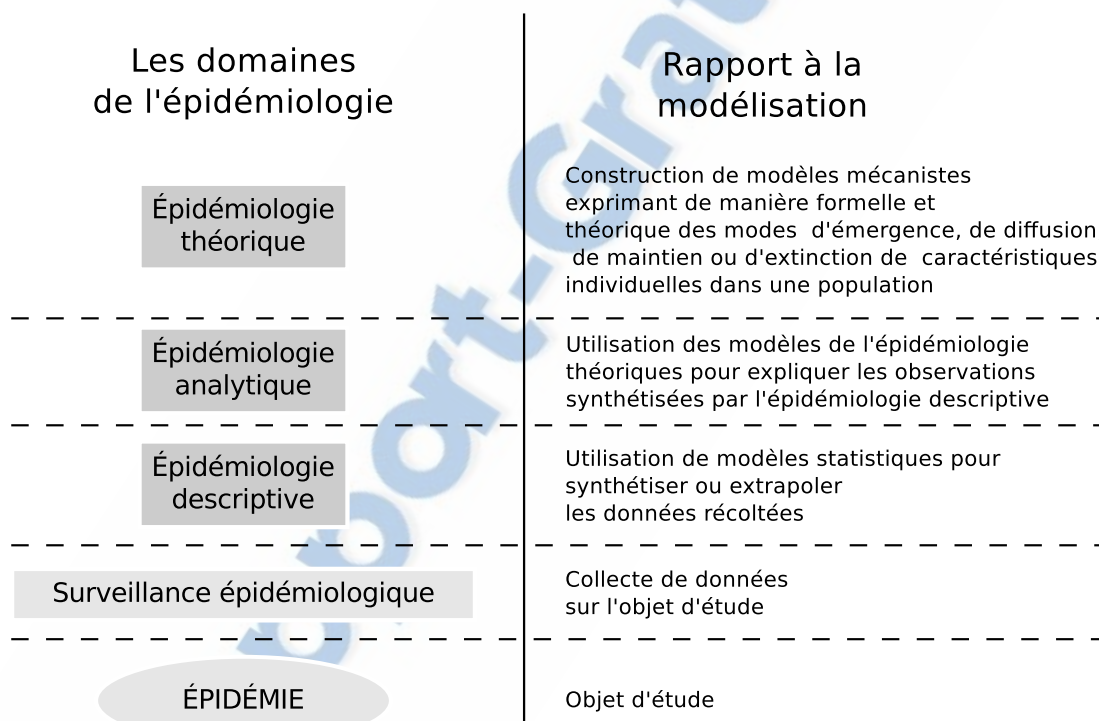 Les domaines
de l'épidémiologie
Rapport à la
modélisation
Épidémiologie
théorique
Construction de modèles mécanistes
exprimant de manière formelle et
théorique des modes d'émergence, de diffusion
de maintien ou d'extinction de caractéristiques
individuelles dans une population
Épidémiologie
analytique
Utilisation des modèles de l'épidémiologie
théoriques pour expliquer les observations
synthétisées par l'épidémiologie descriptive
Épidémiologie
descriptive
Utilisation de modèles statistiques pour
synthétiser ou extrapoler
les données récoltées
Surveillance épidémiologique
Collecte de données
sur l'objet d'étude
ÉPIDÉMIE
Objet d'étude